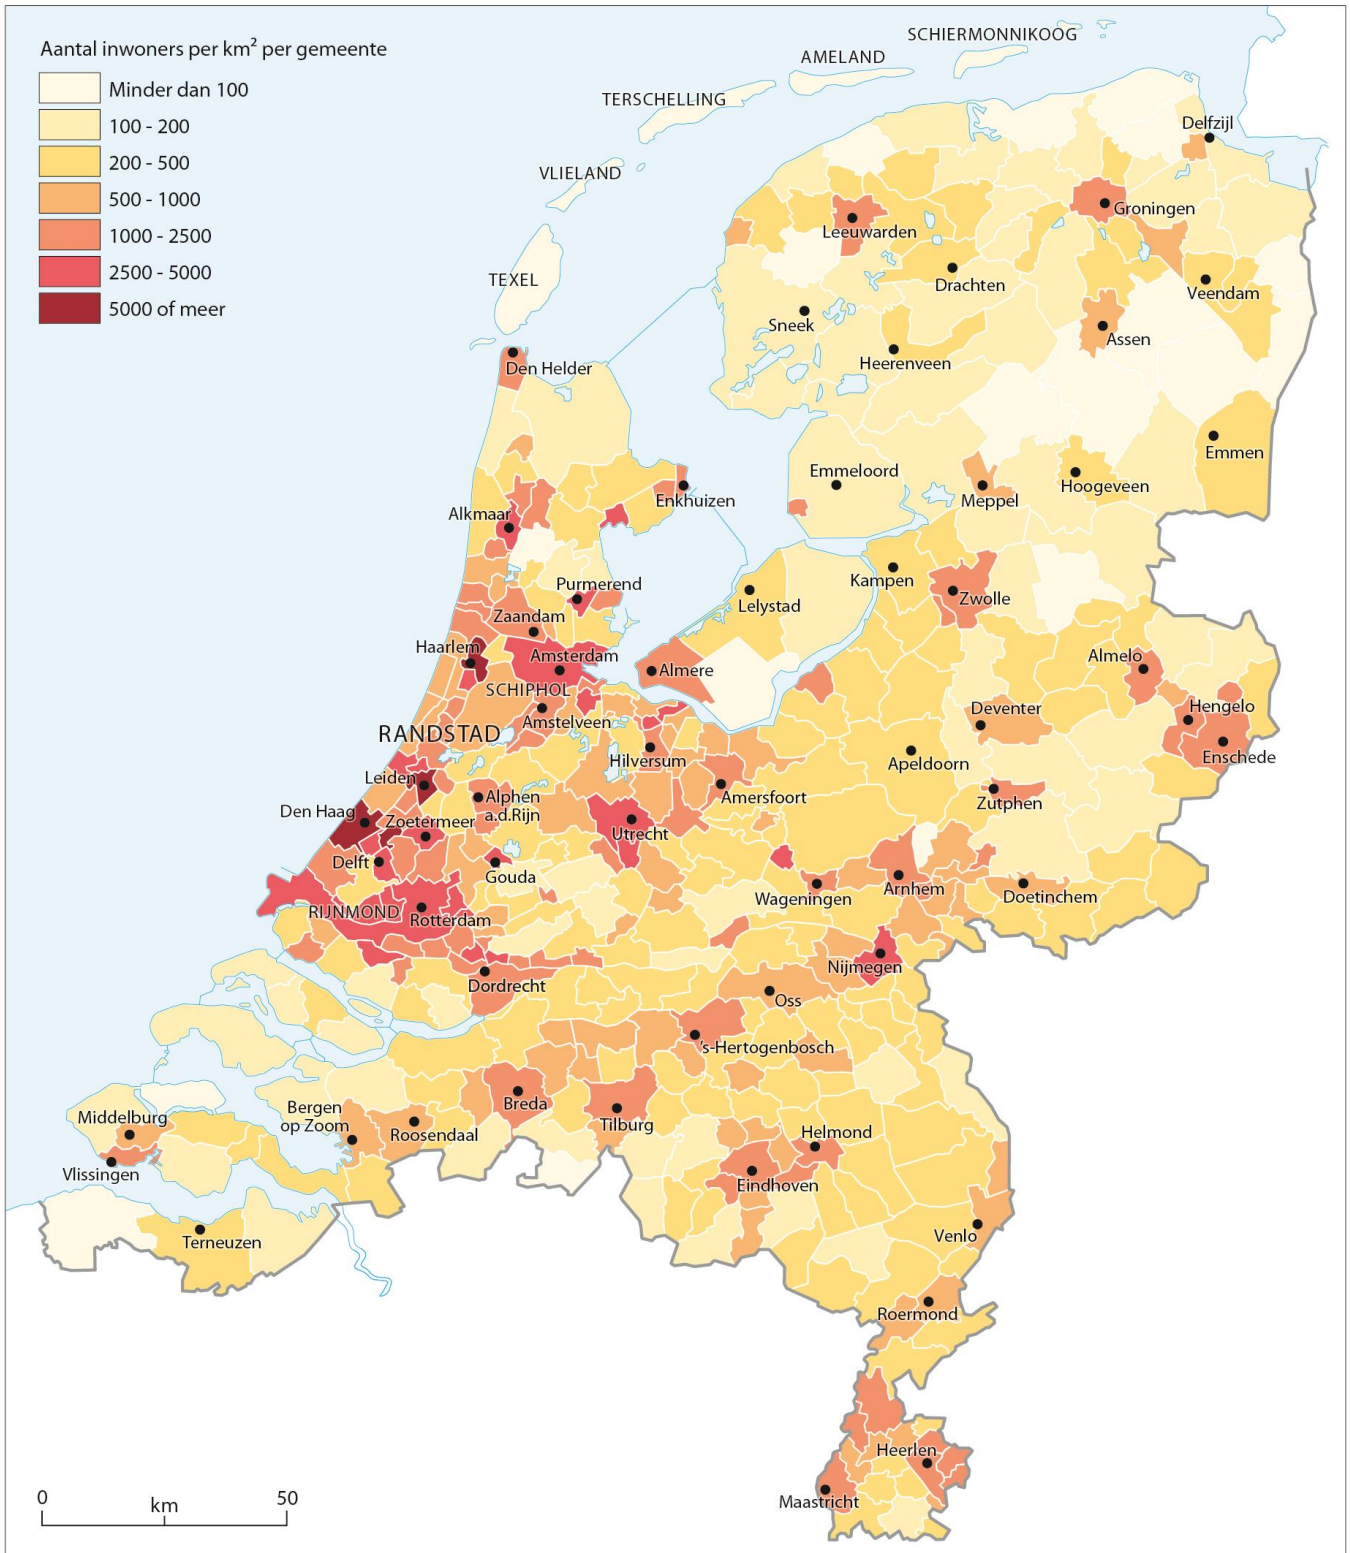 Aantal inwoners per km² per gemeente
Minder dan 100
100 - 200
200 - 500
500 - 1000
1000 - 2500
2500 - 5000
5000 of meer
SCHIERMONNIKOOG
AMELAND
TERSCHELLING
VLIELAND
TEXEL
Delfzijl
Groningen
Leeuwarden
Drachten
Veendam
Sneek
Assen
Heerenveen
Den Helder
Emmen
Emmeloord
Hoogeveen
Meppel
Enkhuizen
Alkmaar
Kampen
Purmerend
Lelystad
Zwolle
Zaandam
Haarlem
Amsterdam
Almelo
Almere
SCHIPHOL
Deventer
Hengelo
Amstelveen
RANDSTAD
Hilversum
Apeldoorn
Enschede
Leiden
Alphen
a.d.Rijn
Amersfoort
Zutphen
Den Haag
Zoetermeer
Utrecht
Delft
Gouda
Wageningen
Arnhem
Doetinchem
RIJNMOND
Rotterdam
Nijmegen
Dordrecht
Oss
's-Hertogenbosch
Middelburg
Bergen
op Zoom
Breda
Roosendaal
Tilburg
Helmond
Vlissingen
Eindhoven
Terneuzen
Venlo
Roermond
Heerlen
Maastricht
0 km 50